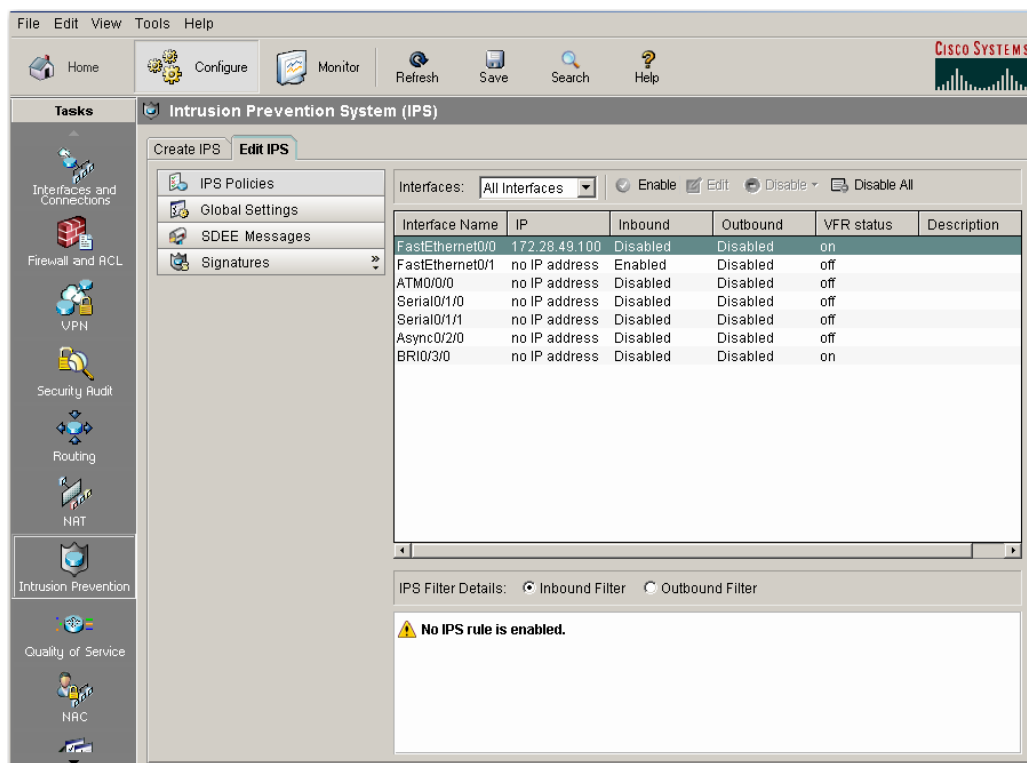 File Edit View Tools Help
Home
Configure
Monitor
Refresh
Save
Search
Help
CISCO SYSTEMS
Tasks
Intrusion Prevention System (IPS)
Interfaces and
Connections
Firewall and ACL
VPN
Security Audit
Routing
NAT
Intrusion Prevention
Quality of Service
NAC
Create IPS
Edit IPS
IPS Policies
Global Settings
SDEE Messages
Signatures
Interfaces: All Interfaces Enable Edit Disable Disable All
Interface Name IP Inbound Outbound VFR status Description
FastEthernet0/0 172.28.49.100 Disabled Disabled on
FastEthernet0/1 no IP address Enabled Disabled off
ATM0/0/0 no IP address Disabled Disabled off
Serial0/1/0 no IP address Disabled Disabled off
Serial0/1/1 no IP address Disabled Disabled off
Async0/2/0 no IP address Disabled Disabled off
BRI0/3/0 no IP address Disabled Disabled on
IPS Filter Details: Inbound Filter Outbound Filter
No IPS rule is enabled.